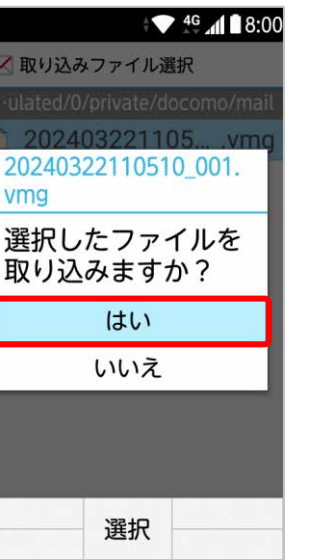 4G 8:00
取り込みファイル選択
ulated/0/private/docomo/mail
202403221105... .vmg
20240322110510_001.
vmg
選択したファイルを
取り込みますか？
はい
いいえ
選択